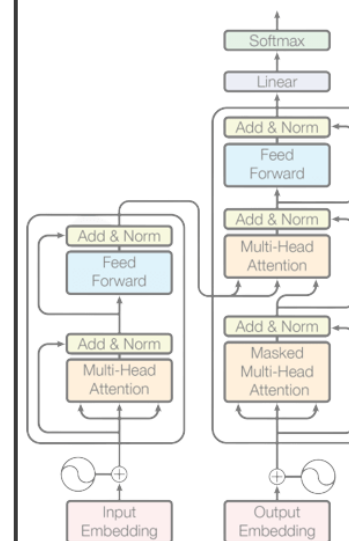 Softmax
Linear
Add & Norm
Feed
Forward
Add & Norm
Multi-Head
Attention
Add & Norm
Masked
Multi-Head
Attention
Output
Embedding
Add & Norm
Feed
Forward
Add & Norm
Multi-Head
Attention
Input
Embedding